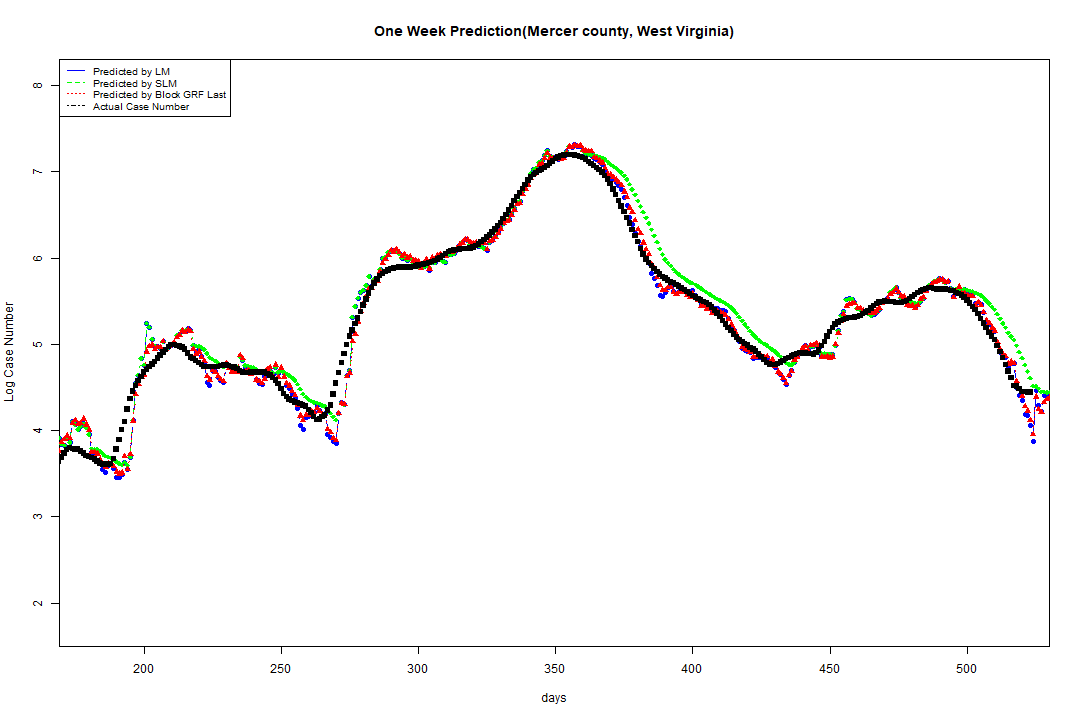 One Week Prediction(Mercer county, West Virginia)
Predicted by LM
Predicted by SLM
Predicted by Block GRF Last
Actual Case Number
8
7
6
5
4
3
2
Log Case Number
200 250 300 350 400 450 500
days